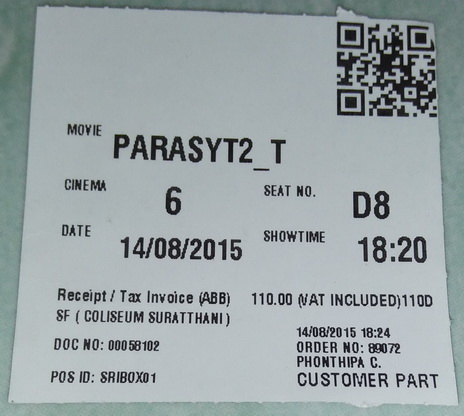 MOVIE PARASYT2_T
CINEMA 6 SEAT NO. D8
DATE 14/08/2015 SHOWTIME 18:20
Receipt / Tax Invoice (ABB) 110.00 (VAT INCLUDED)110D
SF ( COLISEUM SURATTHANI )
14/08/2015 18:24
DOC NO: 00058102 ORDER NO: 89072
PHONTHIPA C.
POS ID: SRIBOX01 CUSTOMER PART